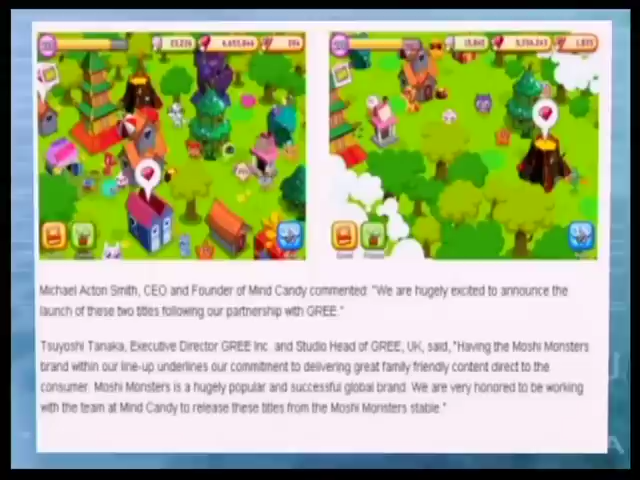 Michael Acton Smith, CEO and Founder of Mind Candy commented: "We are hugely excited to announce the
launch of these two titles following our partnership with GREE."
Tsuyoshi Tanaka, Executive Director GREE Inc. and Studio Head of GREE, UK, said, "Having the Moshi Monsters
brand within our line-up underlines our commitment to delivering great family friendly content direct to the
consumer. Moshi Monsters is a hugely popular and successful global brand. We are very honored to be working
with the team at Mind Candy to release these titles from the Moshi Monsters stable."